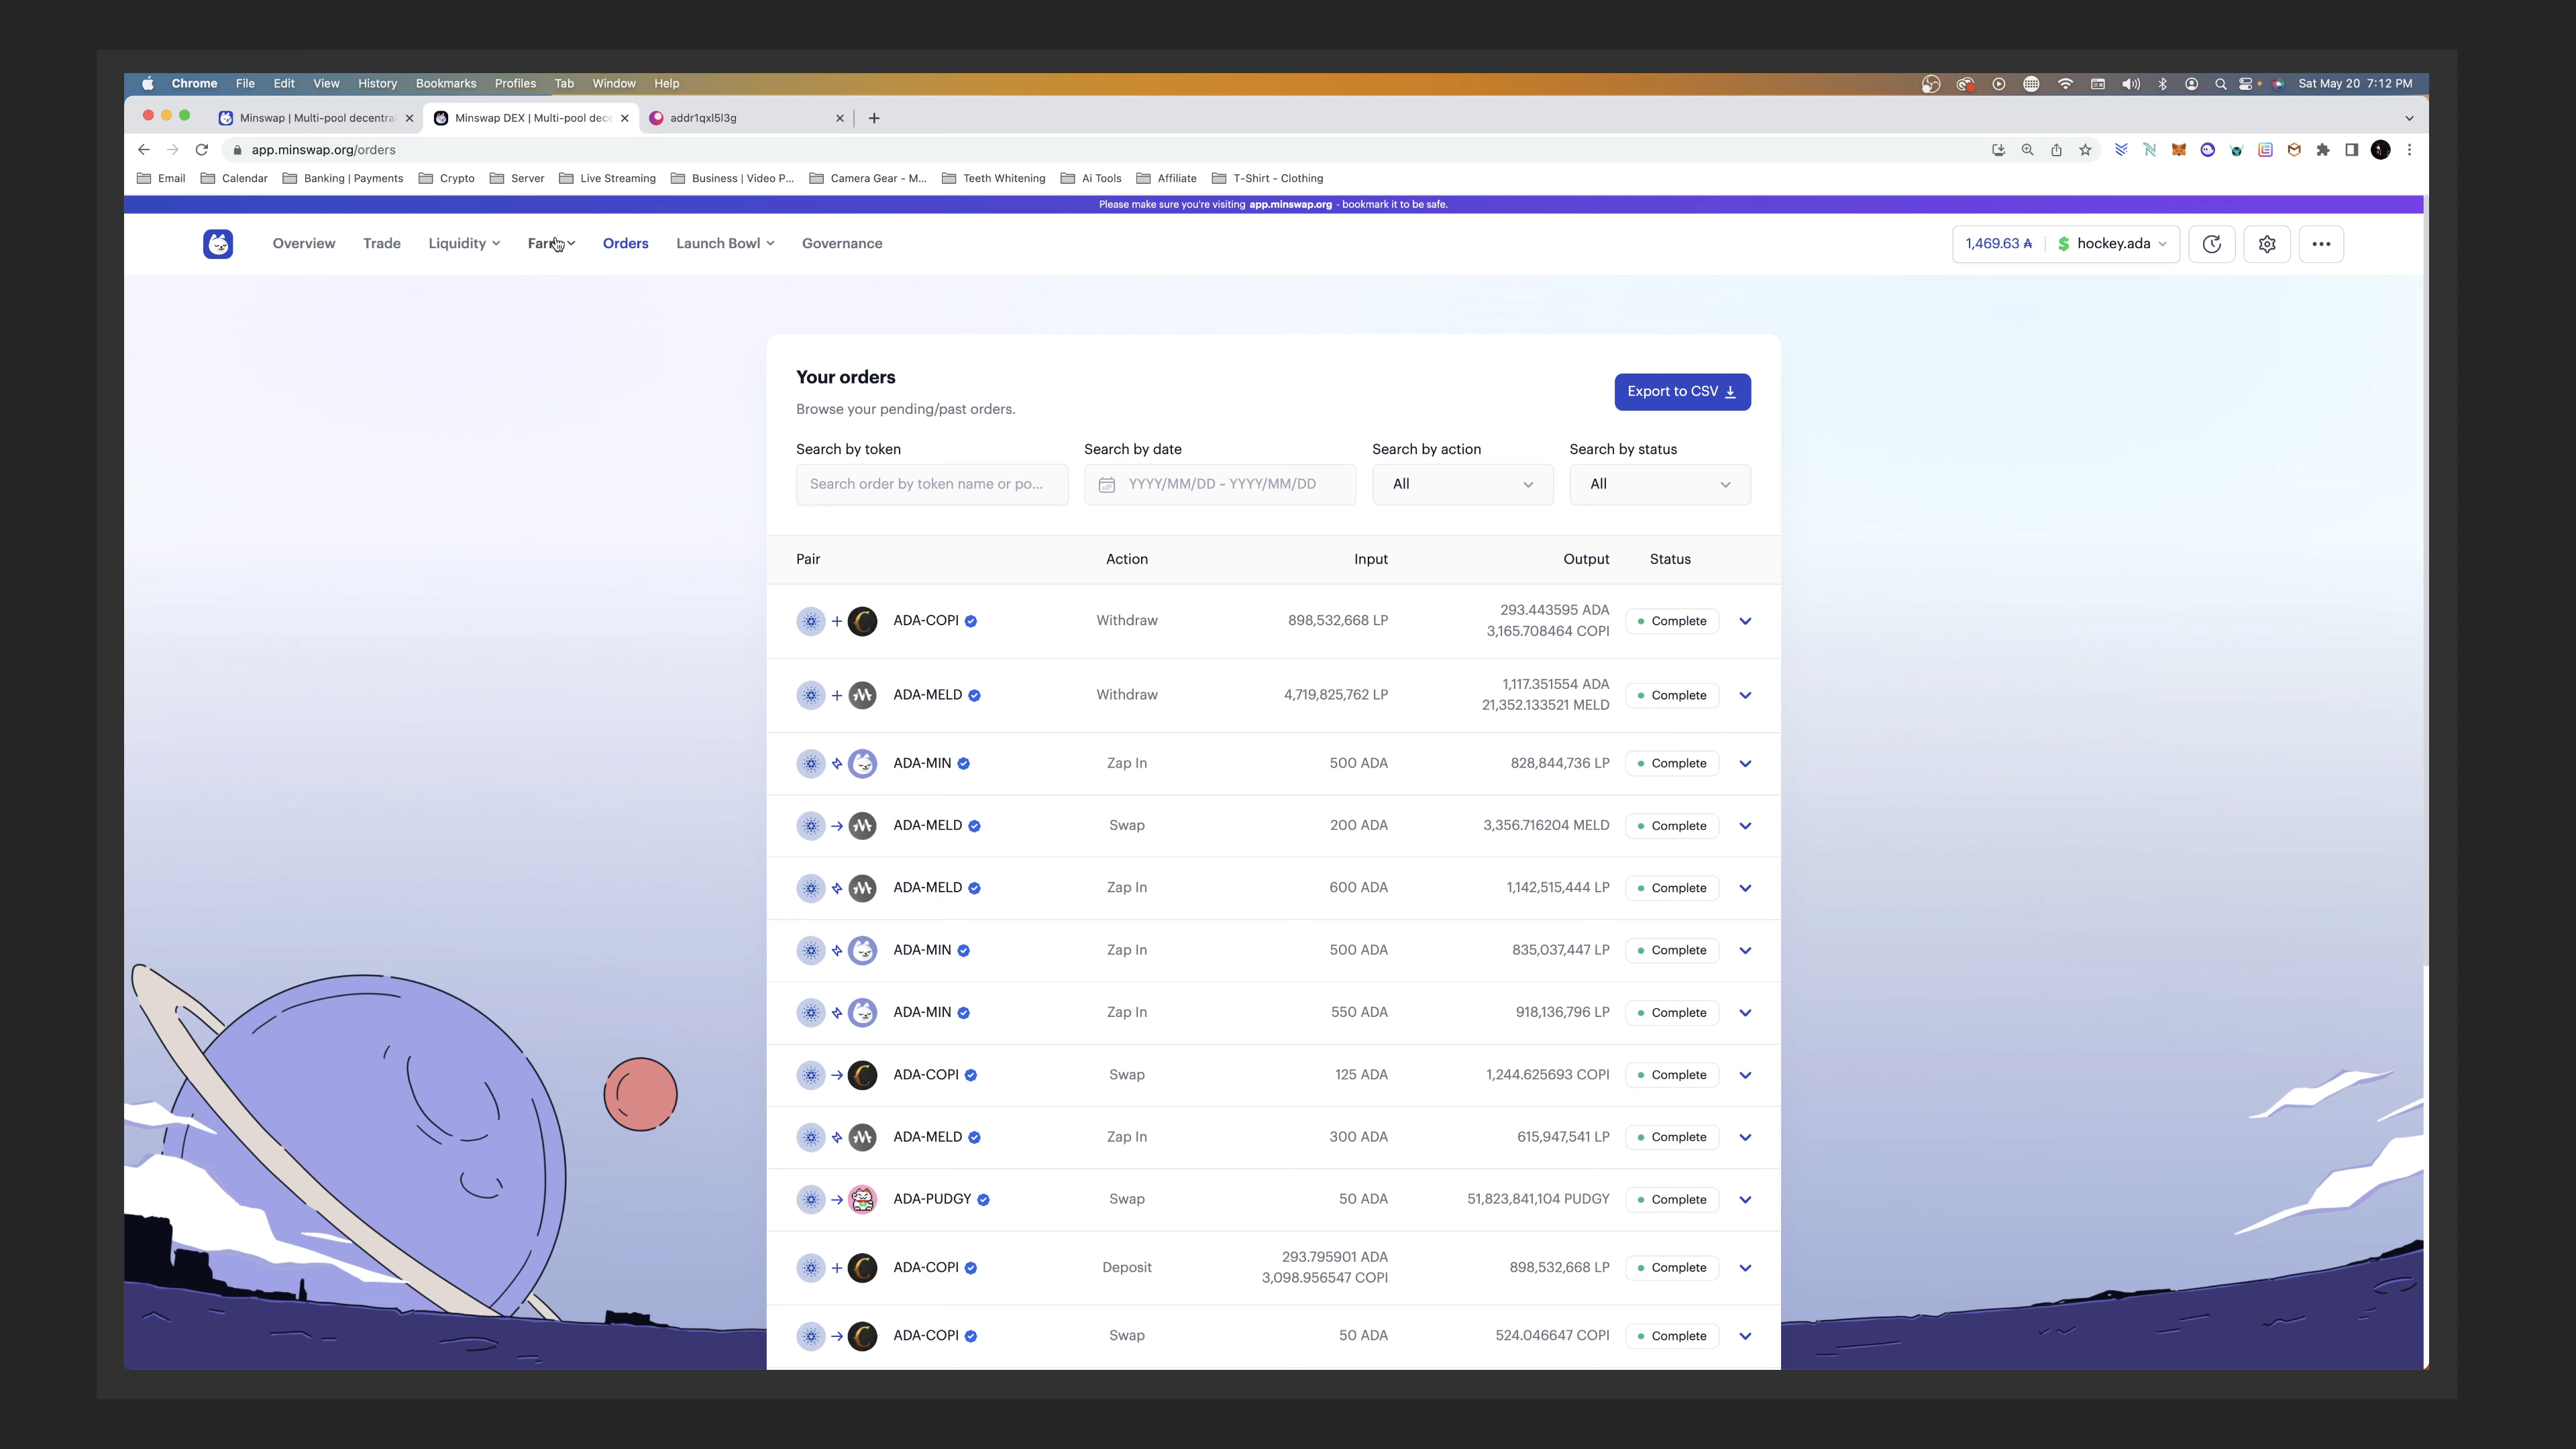 Chrome File Edit View History Bookmarks Profiles Tab Window Help Sat May 20 7:12 PM
Minswap | Multi-pool decentral Minswap DEX | Multi-pool dece addr1qxl5l3g
app.minswap.org/orders
Email Calendar Banking | Payments Crypto Server Live Streaming Business | Video P... Camera Gear - M... Teeth Whitening Ai Tools Affiliate T-Shirt - Clothing
Please make sure you're visiting app.minswap.org - bookmark it to be safe.
Overview Trade Liquidity Farm Orders Launch Bowl Governance 1,469.63 ₳ hockey.ada
Your orders
Export to CSV
Browse your pending/past orders.
Search by token Search by date Search by action Search by status
Search order by token name or po... YYYY/MM/DD ~ YYYY/MM/DD All All
Pair Action Input Output Status
ADA-COPI Withdraw 898,532,668 LP 293.443595 ADA Complete
3,165.708464 COPI
ADA-MELD Withdraw 4,719,825,762 LP 1,117.351554 ADA Complete
21,352.133521 MELD
ADA-MIN Zap In 500 ADA 828,844,736 LP Complete
ADA-MELD Swap 200 ADA 3,356.716204 MELD Complete
ADA-MELD Zap In 600 ADA 1,142,515,444 LP Complete
ADA-MIN Zap In 500 ADA 835,037,447 LP Complete
ADA-MIN Zap In 550 ADA 918,136,796 LP Complete
ADA-COPI Swap 125 ADA 1,244.625693 COPI Complete
ADA-MELD Zap In 300 ADA 615,947,541 LP Complete
ADA-PUDGY Swap 50 ADA 51,823,841,104 PUDGY Complete
ADA-COPI Deposit 293.795901 ADA 898,532,668 LP Complete
3,098.956547 COPI
ADA-COPI Swap 50 ADA 524.046647 COPI Complete